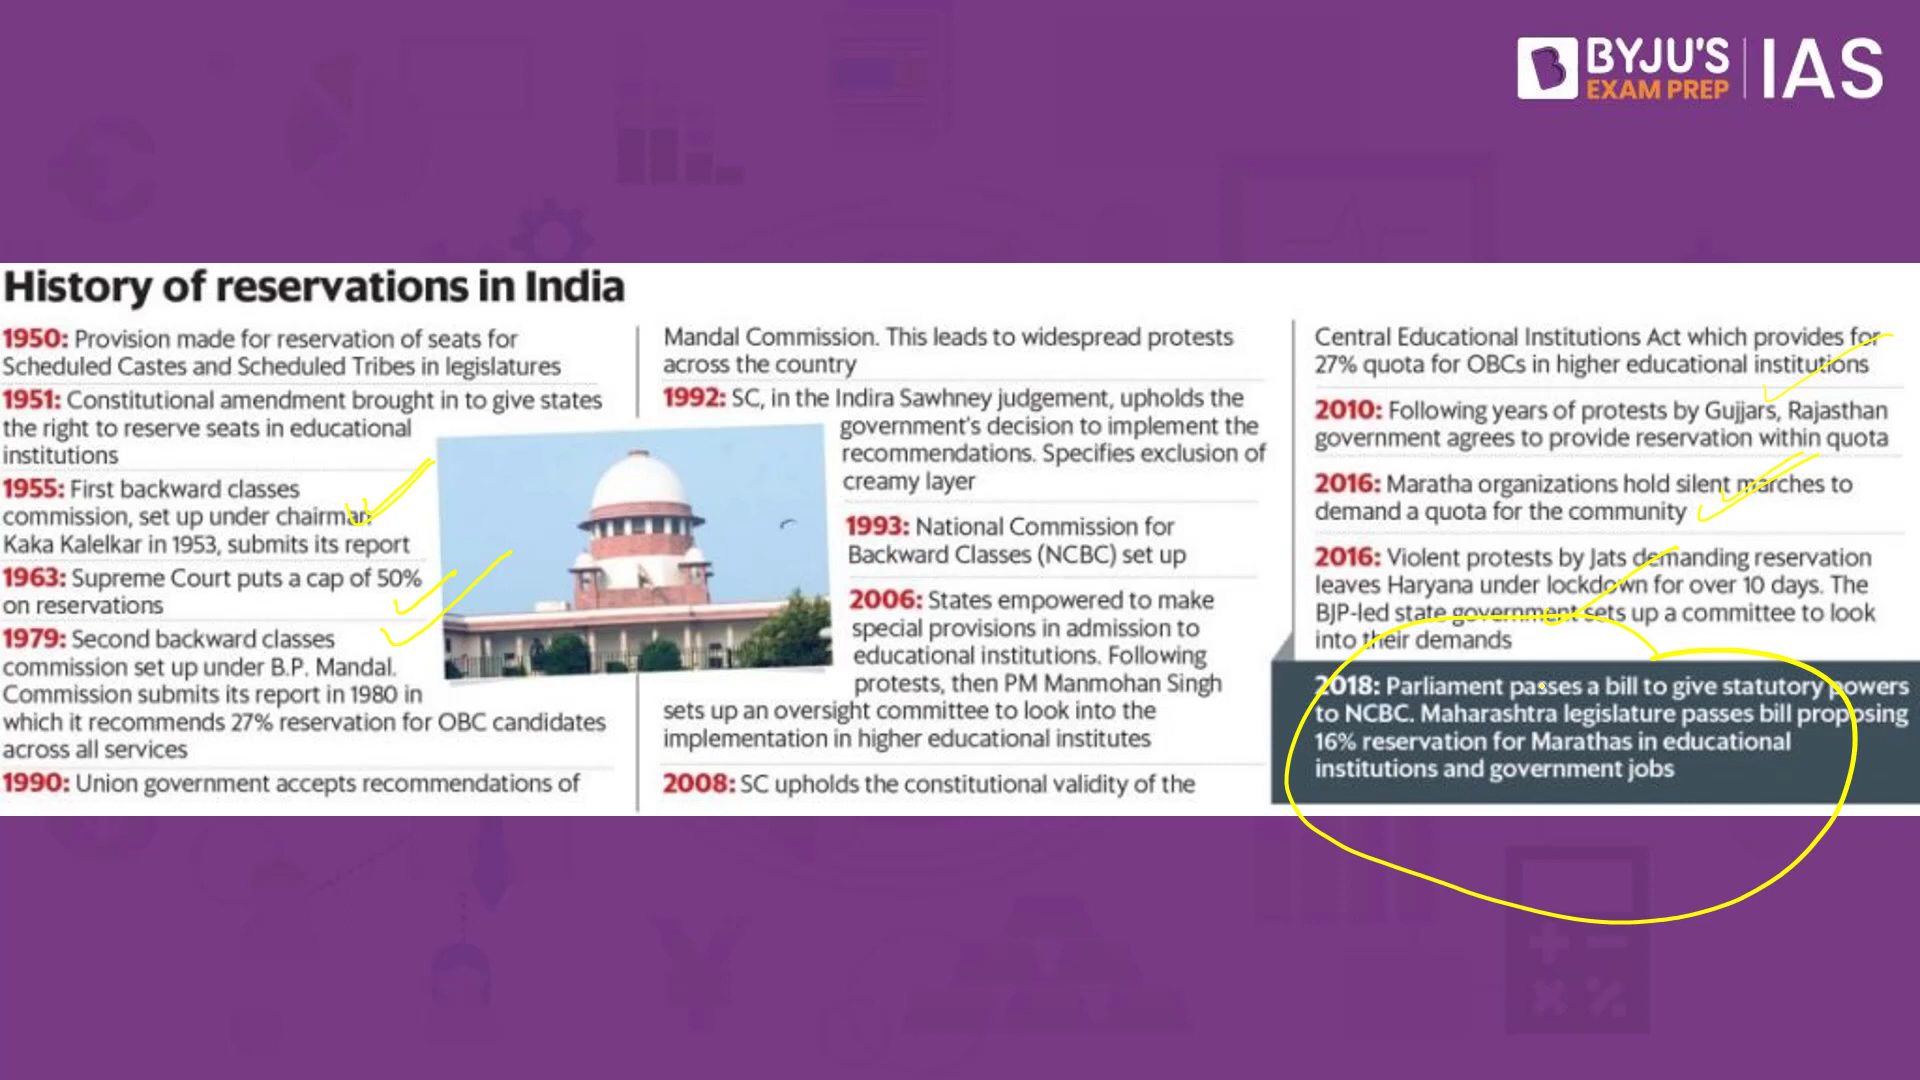 BYJU'S
EXAM PREP
IAS
History of reservations in India
1950: Provision made for reservation of seats for
Scheduled Castes and Scheduled Tribes in legislatures
1951: Constitutional amendment brought in to give states
the right to reserve seats in educational
institutions
1955: First backward classes
commission, set up under chairman
Kaka Kalelkar in 1953, submits its report
1963: Supreme Court puts a cap of 50%
on reservations
1979: Second backward classes
commission set up under B.P. Mandal.
Commission submits its report in 1980 in
which it recommends 27% reservation for OBC candidates
across all services
1990: Union government accepts recommendations of
Mandal Commission. This leads to widespread protests
across the country
1992: SC, in the Indira Sawhney judgement, upholds the
government's decision to implement the
recommendations. Specifies exclusion of
creamy layer
1993: National Commission for
Backward Classes (NCBC) set up
2006: States empowered to make
special provisions in admission to
educational institutions. Following
protests, then PM Manmohan Singh
sets up an oversight committee to look into the
implementation in higher educational institutes
2008: SC upholds the constitutional validity of the
Central Educational Institutions Act which provides for
27% quota for OBCs in higher educational institutions
2010: Following years of protests by Gujjars, Rajasthan
government agrees to provide reservation within quota
2016: Maratha organizations hold silent marches to
demand a quota for the community
2016: Violent protests by Jats demanding reservation
leaves Haryana under lockdown for over 10 days. The
BJP-led state government sets up a committee to look
into their demands
2018: Parliament passes a bill to give statutory powers
to NCBC. Maharashtra legislature passes bill proposing
16% reservation for Marathas in educational
institutions and government jobs